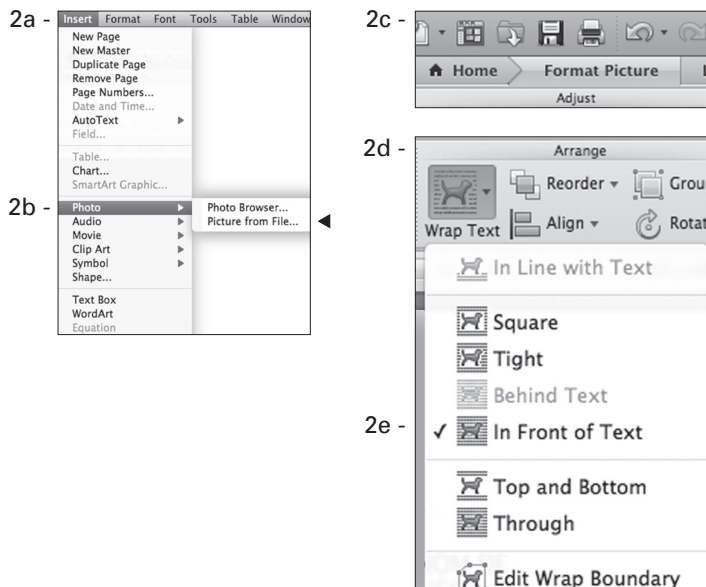 2a -
Insert Format Font Tools Table Window
New Page
New Master
Duplicate Page
Remove Page
Page Numbers...
Date and Time...
AutoText
Field...
Table...
Chart...
SmartArt Graphic...
2b -
Photo
Photo Browser...
Audio
Picture from File...
Movie
Clip Art
Symbol
Shape...
Text Box
WordArt
Equation
2c -
Home Format Picture
Adjust
2d -
Arrange
Reorder Grou
Wrap Text Align Rotat
In Line with Text
Square
Tight
Behind Text
2e -
In Front of Text
Top and Bottom
Through
Edit Wrap Boundary